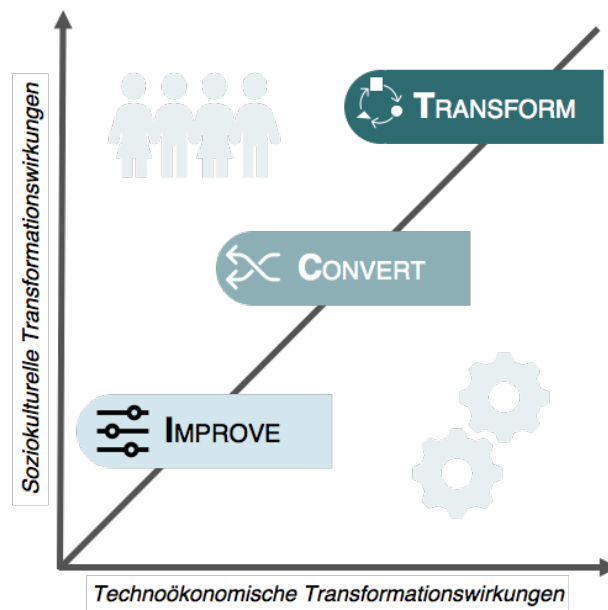 Soziokulturelle Transformationswirkungen
TRANSFORM
CONVERT
IMPROVE
Technoökonomische Transformationswirkungen